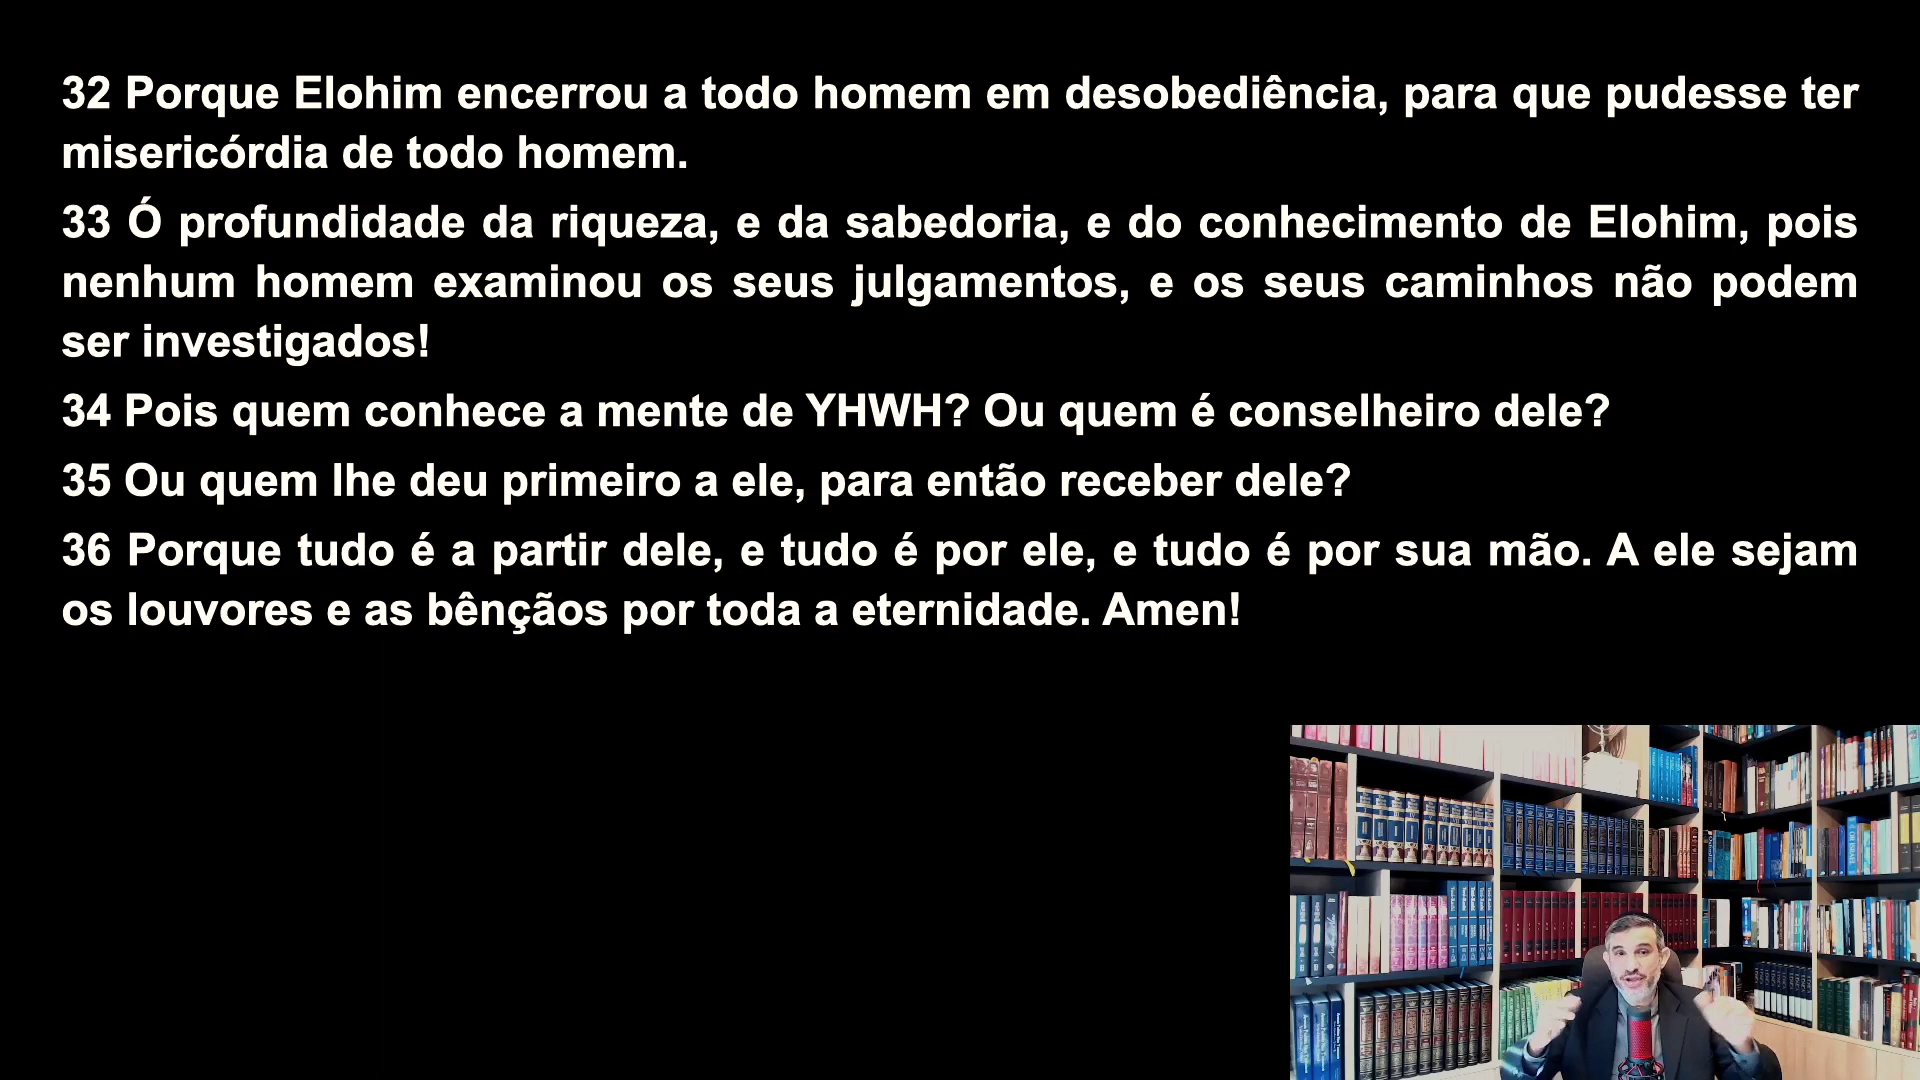 32 Porque Elohim encerrou a todo homem em desobediência, para que pudesse ter
misericórdia de todo homem.
33 Ó profundidade da riqueza, e da sabedoria, e do conhecimento de Elohim, pois
nenhum homem examinou os seus julgamentos, e os seus caminhos não podem
ser investigados!
34 Pois quem conhece a mente de YHWH? Ou quem é conselheiro dele?
35 Ou quem lhe deu primeiro a ele, para então receber dele?
36 Porque tudo é a partir dele, e tudo é por ele, e tudo é por sua mão. A ele sejam
os louvores e as bênçãos por toda a eternidade. Amen!